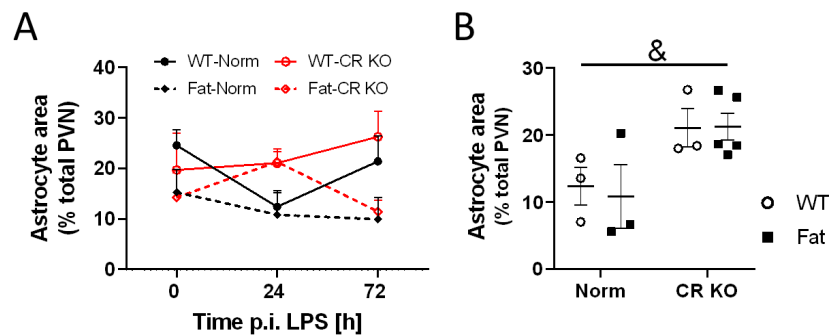 A
WT-Norm
WT-CR KO
Fat-Norm
Fat-CR KO
Astrocyte area
(% total PVN)
40
30
20
10
0
0
24
72
Time p.i. LPS [h]
B
&
Astrocyte area
(% total PVN)
30
20
10
0
Norm
CR KO
WT
Fat